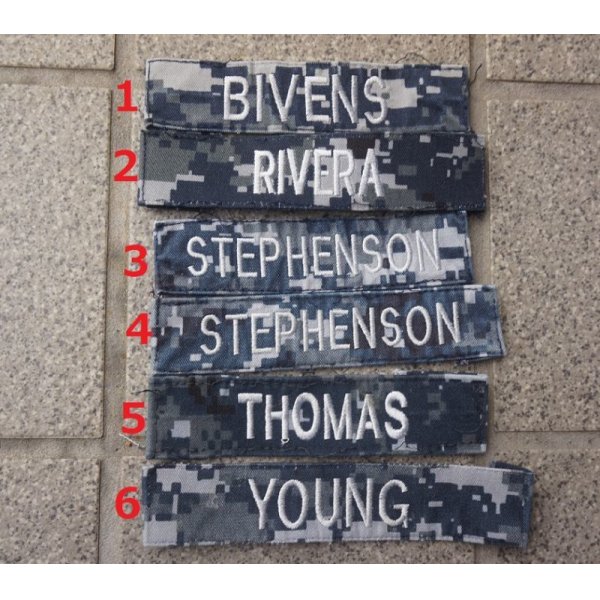 1 BIVENS
2 RIVERA
3 STEPHENSON
4 STEPHENSON
5 THOMAS
6 YOUNG